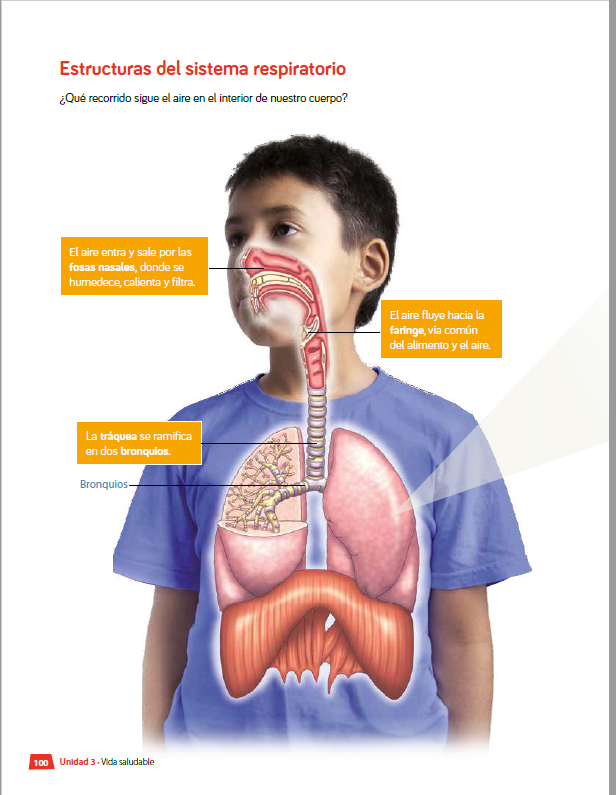 Estructuras del sistema respiratorio
¿Qué recorrido sigue el aire en el interior de nuestro cuerpo?
El aire entra y sale por las
fosas nasales, donde se
humedece, calienta y filtra.
El aire fluye hacia la
faringe, vía común
del alimento y el aire.
La tráquea se ramifica
en dos bronquios.
Bronquios
100 Unidad 3 • Vida saludable